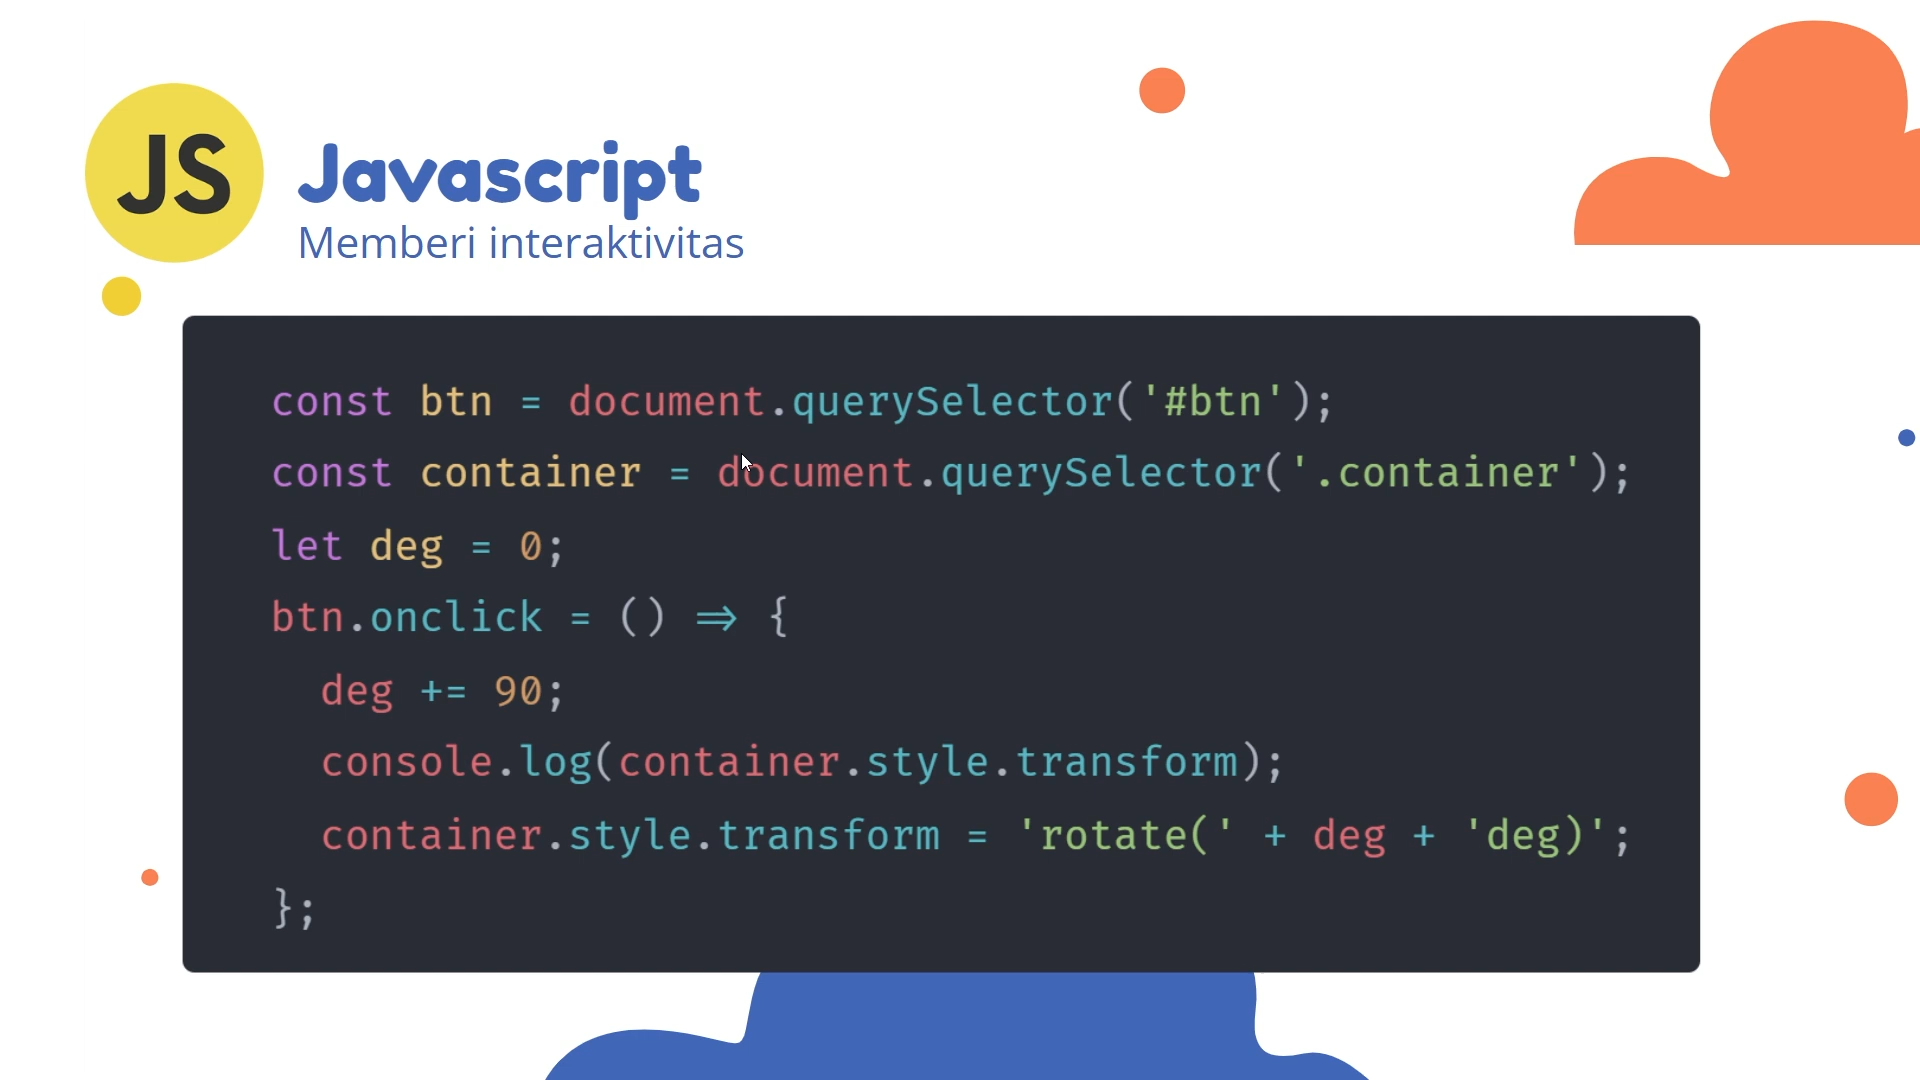 JS
Javascript
Memberi interaktivitas
const btn = document.querySelector('#btn');
const container = document.querySelector('.container');
let deg = 0;
btn.onclick = () => {
  deg += 90;
  console.log(container.style.transform);
  container.style.transform = 'rotate(' + deg + 'deg)';
};